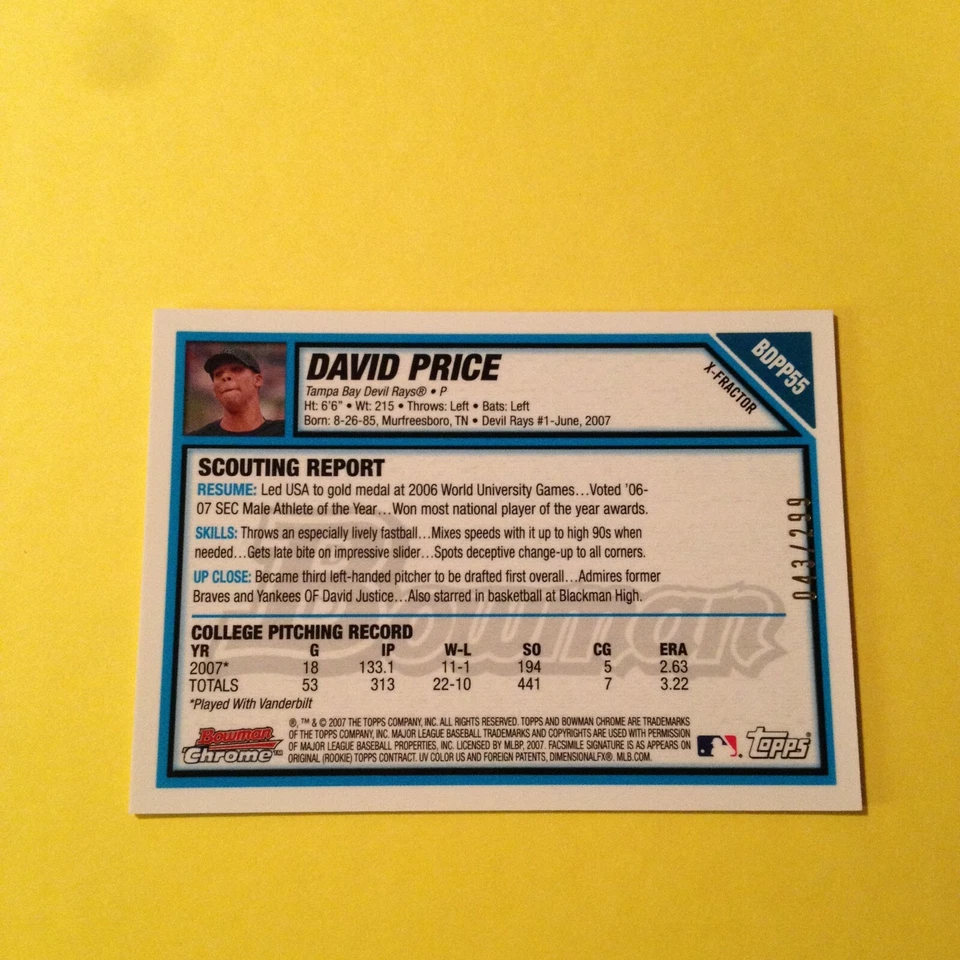 DAVID PRICE
Tampa Bay Devil Rays® • P
Ht: 6'6" • Wt: 215 • Throws: Left • Bats: Left
Born: 8-26-85, Murfreesboro, TN • Devil Rays #1-June, 2007
BDPP55
X-FRACTOR
SCOUTING REPORT
RESUME: Led USA to gold medal at 2006 World University Games...Voted '06-
07 SEC Male Athlete of the Year...Won most national player of the year awards.
SKILLS: Throws an especially lively fastball...Mixes speeds with it up to high 90s when
needed...Gets late bite on impressive slider...Spots deceptive change-up to all corners.
UP CLOSE: Became third left-handed pitcher to be drafted first overall...Admires former
Braves and Yankees OF David Justice...Also starred in basketball at Blackman High.
043/299
Bowman
COLLEGE PITCHING RECORD
YR G IP W-L SO CG ERA
2007* 18 133.1 11-1 194 5 2.63
TOTALS 53 313 22-10 441 7 3.22
*Played With Vanderbilt
®, ™ & © 2007 THE TOPPS COMPANY, INC. ALL RIGHTS RESERVED. TOPPS AND BOWMAN CHROME ARE TRADEMARKS
OF THE TOPPS COMPANY, INC. MAJOR LEAGUE BASEBALL TRADEMARKS AND COPYRIGHTS ARE USED WITH PERMISSION
OF MAJOR LEAGUE BASEBALL PROPERTIES, INC. LICENSED BY MLBP, 2007. FACSIMILE SIGNATURE IS AS APPEARS ON
ORIGINAL (ROOKIE) TOPPS CONTRACT. UV COLOR US AND FOREIGN PATENTS, DIMENSIONALFX®. MLB.COM.
Bowman
Chrome™
Topps®